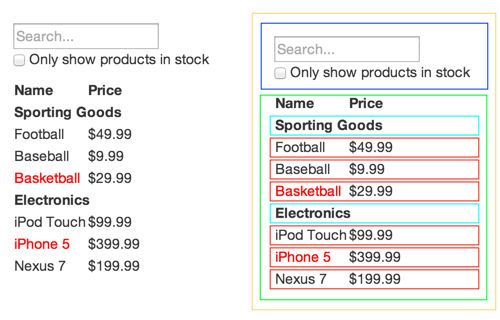 Search...
Only show products in stock
Name Price
Sporting Goods
Football $49.99
Baseball $9.99
Basketball $29.99
Electronics
iPod Touch $99.99
iPhone 5 $399.99
Nexus 7 $199.99
Search...
Only show products in stock
Name Price
Sporting Goods
Football $49.99
Baseball $9.99
Basketball $29.99
Electronics
iPod Touch $99.99
iPhone 5 $399.99
Nexus 7 $199.99